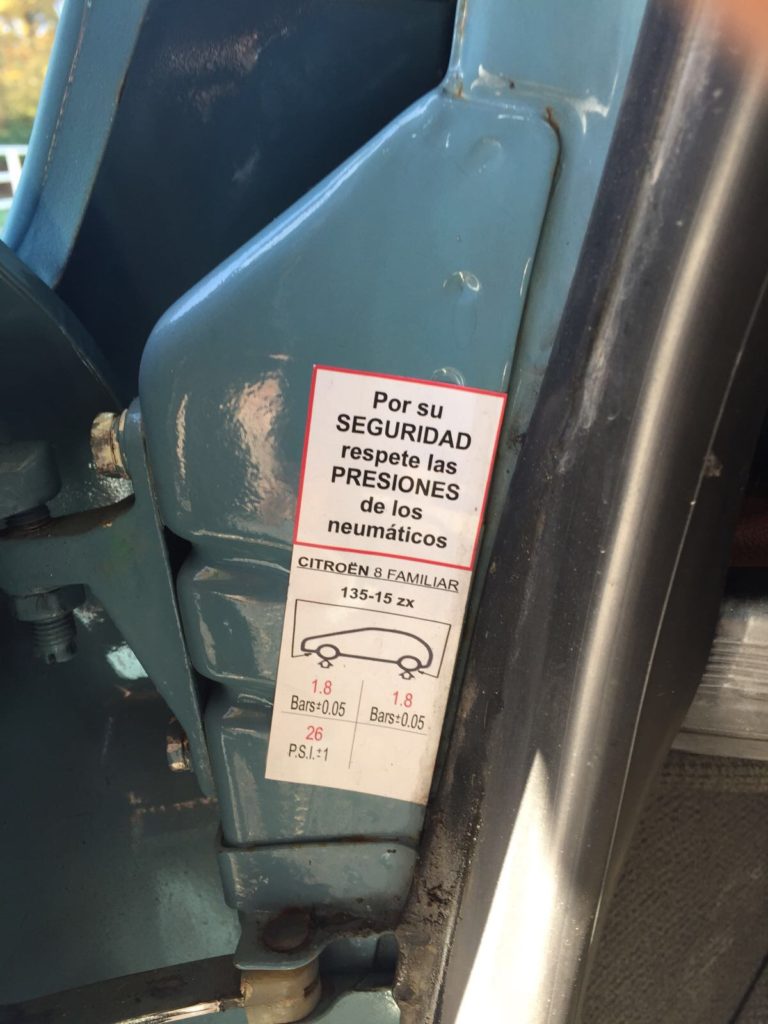 Por su
SEGURIDAD
respete las
PRESIONES
de los
neumáticos
CITROËN 8 FAMILIAR
135-15 zx
1.8 1.8
Bars±0.05 Bars±0.05
26
P.S.I.±1